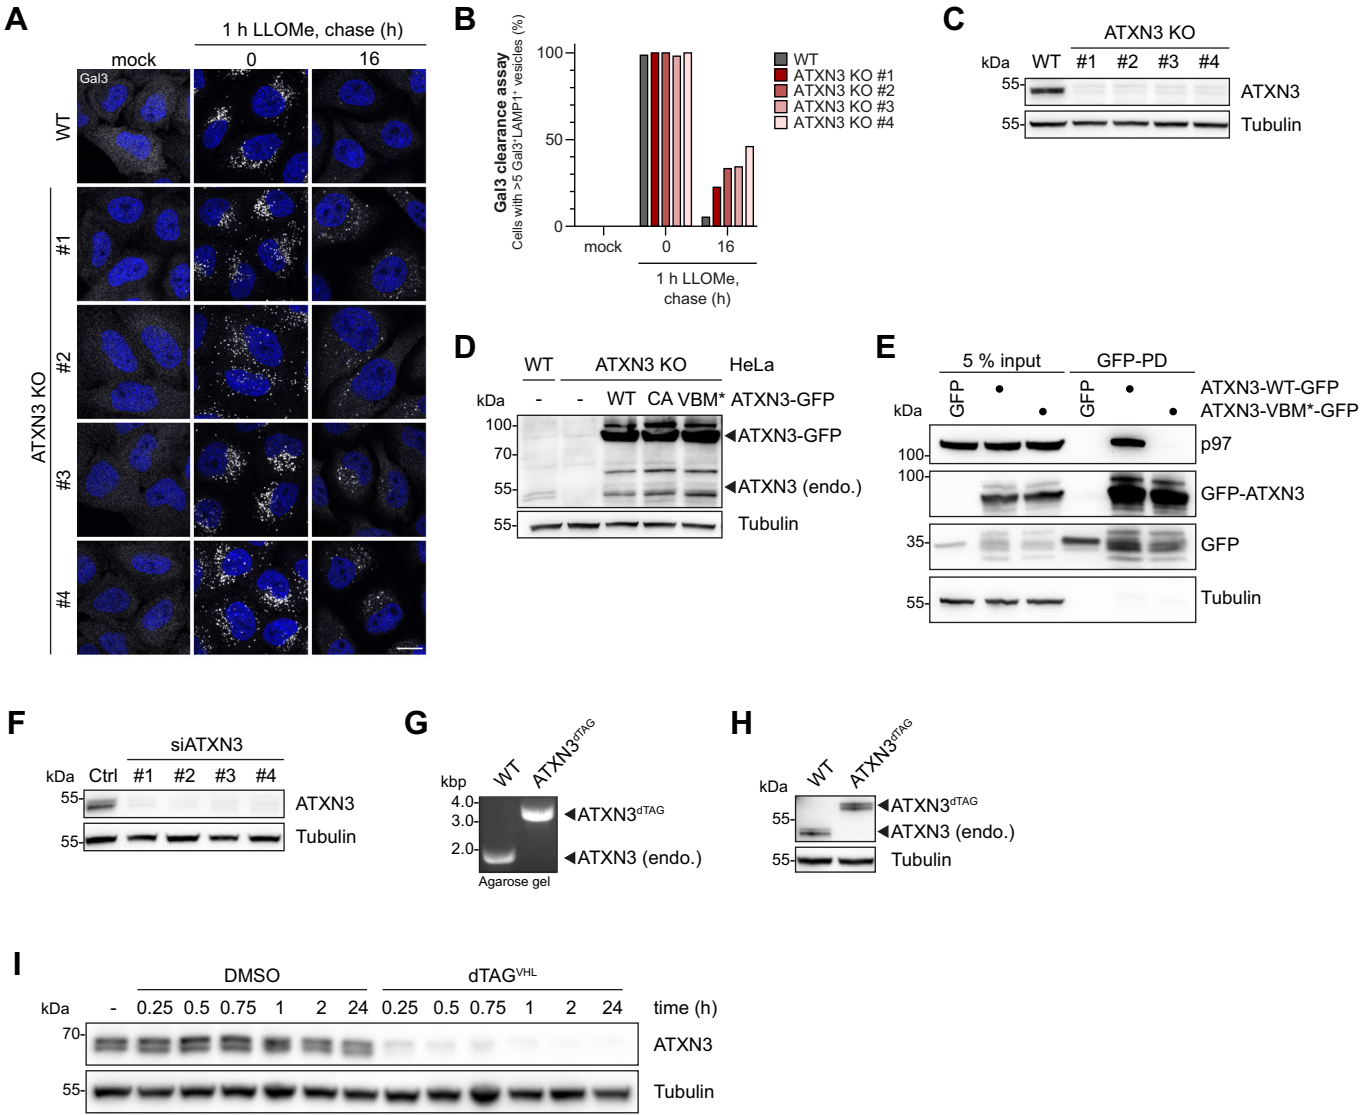 A
1 h LLOMe, chase (h)
mock 0 16
Gal3
WT
ATXN3 KO
#1
#2
#3
#4
B
Gal3 clearance assay
Cells with >5 Gal3⁺LAMP1⁺ vesicles (%)
100
50
0
mock 0 16
1 h LLOMe,
chase (h)
WT
ATXN3 KO #1
ATXN3 KO #2
ATXN3 KO #3
ATXN3 KO #4
C
ATXN3 KO
kDa WT #1 #2 #3 #4
55- ATXN3
55- Tubulin
D
WT ATXN3 KO HeLa
kDa - - WT CA VBM* ATXN3-GFP
100-
◀ATXN3-GFP
70-
55- ◀ATXN3 (endo.)
55- Tubulin
E
5 % input GFP-PD
GFP • GFP • ATXN3-WT-GFP
kDa • • ATXN3-VBM*-GFP
100- p97
100- GFP-ATXN3
35- GFP
55- Tubulin
F
siATXN3
kDa Ctrl #1 #2 #3 #4
55- ATXN3
55- Tubulin
G
kbp WT ATXN3ᵈᵀᴬᴳ
4.0-
3.0- ◀ATXN3ᵈᵀᴬᴳ
2.0-
◀ATXN3 (endo.)
Agarose gel
H
kDa WT ATXN3ᵈᵀᴬᴳ
◀ATXN3ᵈᵀᴬᴳ
55-
◀ATXN3 (endo.)
55- Tubulin
I
DMSO dTAGⱽᴴᴸ
kDa - 0.25 0.5 0.75 1 2 24 0.25 0.5 0.75 1 2 24 time (h)
70- ATXN3
55- Tubulin